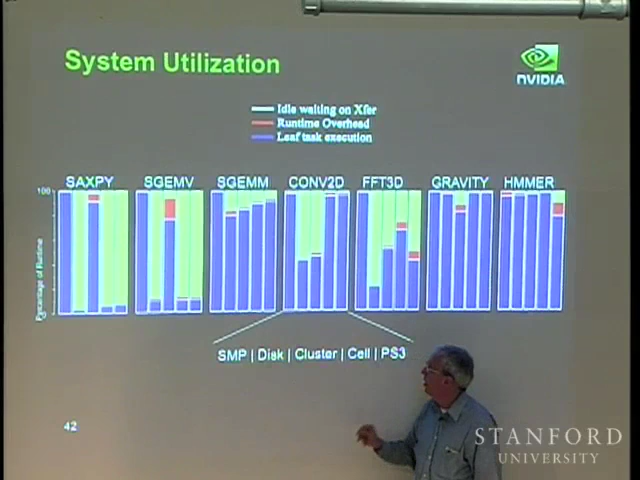 System Utilization
NVIDIA
Idle waiting on Xfer
Runtime Overhead
Leaf task execution
SAXPY SGEMV SGEMM CONV2D FFT3D GRAVITY HMMER
100
Percentage of Runtime
0
SMP | Disk | Cluster | Cell | PS3
42
STANFORD
UNIVERSITY